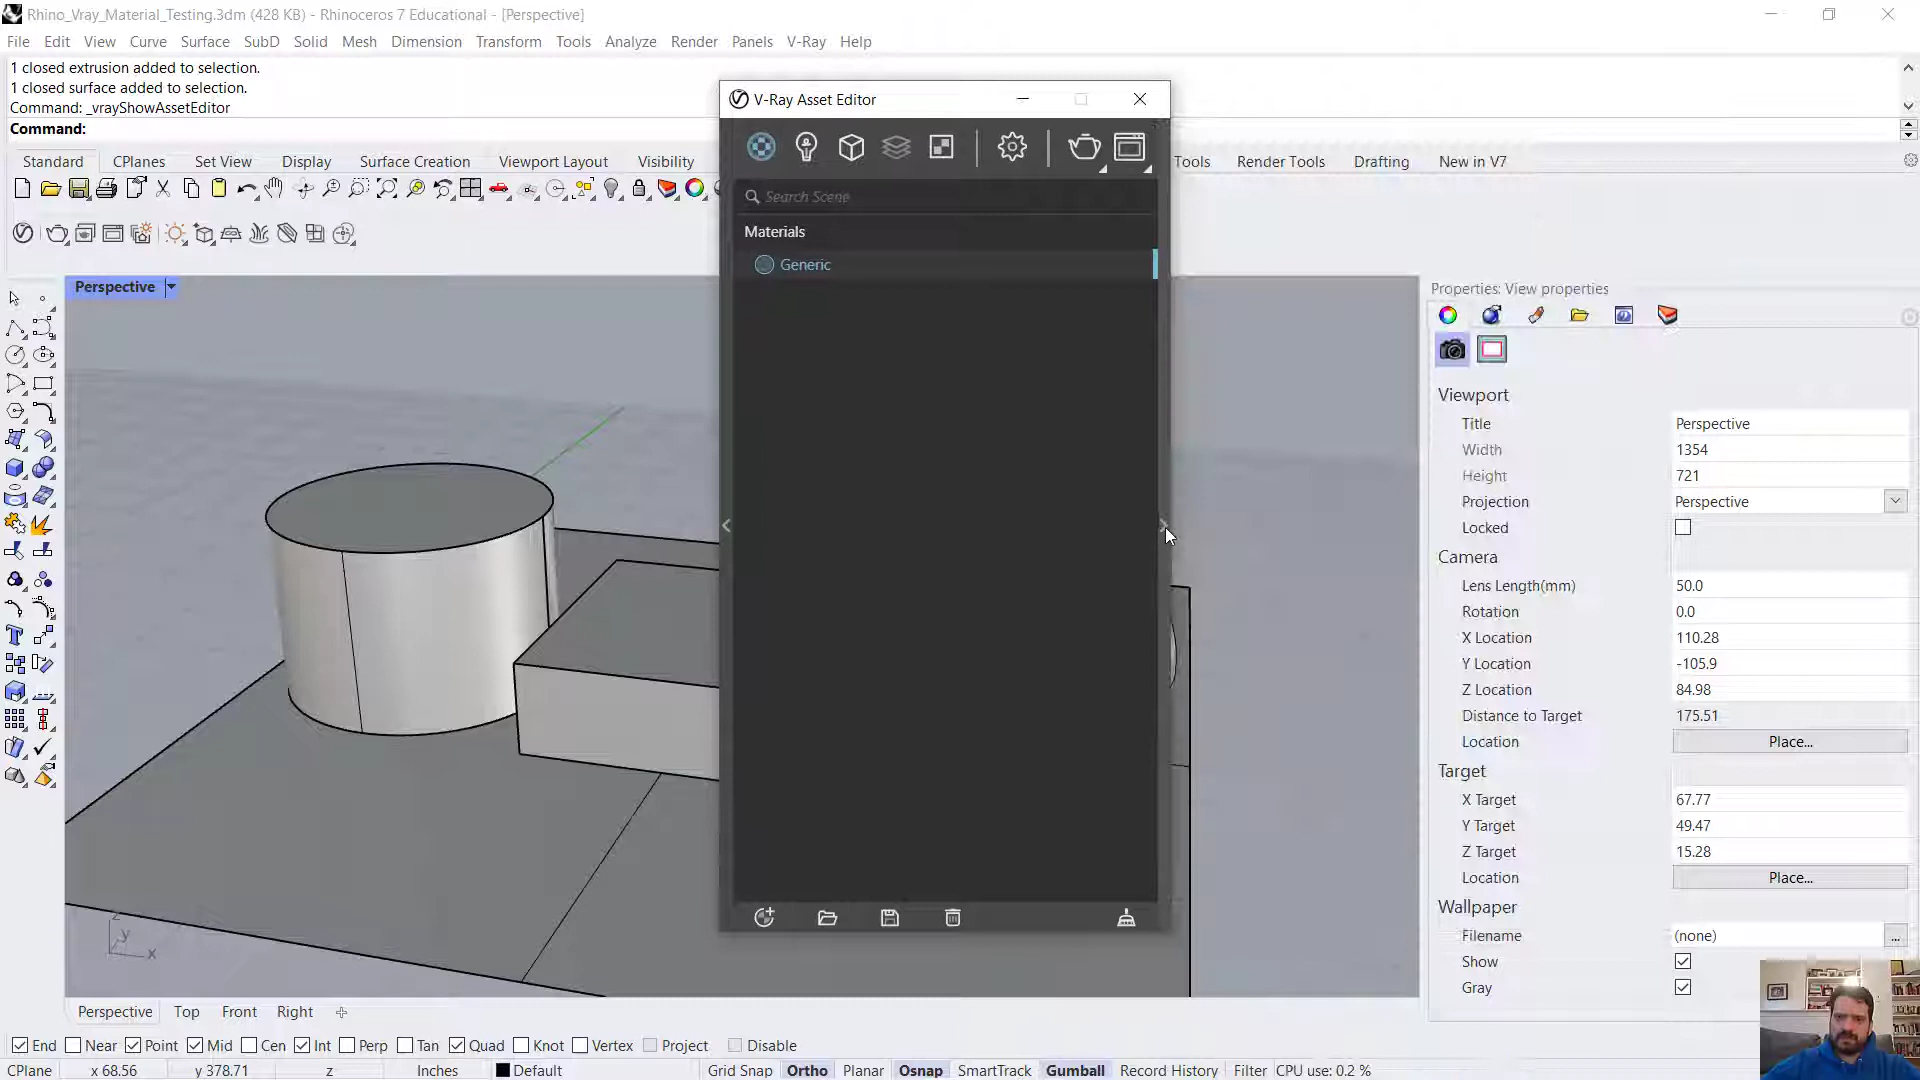 Rhino_Vray_Material_Testing.3dm (428 KB) - Rhinoceros 7 Educational - [Perspective]
File Edit View Curve Surface SubD Solid Mesh Dimension Transform Tools Analyze Render Panels V-Ray Help
1 closed extrusion added to selection.
1 closed surface added to selection.
Command: _vrayShowAssetEditor
Command:
Standard CPlanes Set View Display Surface Creation Viewport Layout Visibility Tools Render Tools Drafting New in V7
V-Ray Asset Editor
Search Scene
Materials
Generic
Perspective
Properties: View properties
Viewport
Title Perspective
Width 1354
Height 721
Projection Perspective
Locked
Camera
Lens Length(mm) 50.0
Rotation 0.0
X Location 110.28
Y Location -105.9
Z Location 84.98
Distance to Target 175.51
Location Place...
Target
X Target 67.77
Y Target 49.47
Z Target 15.28
Location Place...
Wallpaper
Filename (none) ...
Show
Gray
z
y
x
Perspective Top Front Right
End Near Point Mid Cen Int Perp Tan Quad Knot Vertex Project Disable
CPlane x 68.56 y 378.71 z Inches Default Grid Snap Ortho Planar Osnap SmartTrack Gumball Record History Filter CPU use: 0.2 %